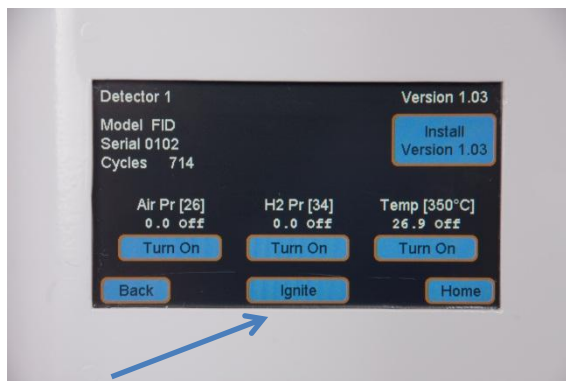 Detector 1 Version 1.03
Model FID
Serial 0102
Cycles 714
Install
Version 1.03
Air Pr [26] H2 Pr [34] Temp [350°C]
0.0 Off 0.0 Off 26.9 Off
Turn On Turn On Turn On
Back Ignite Home